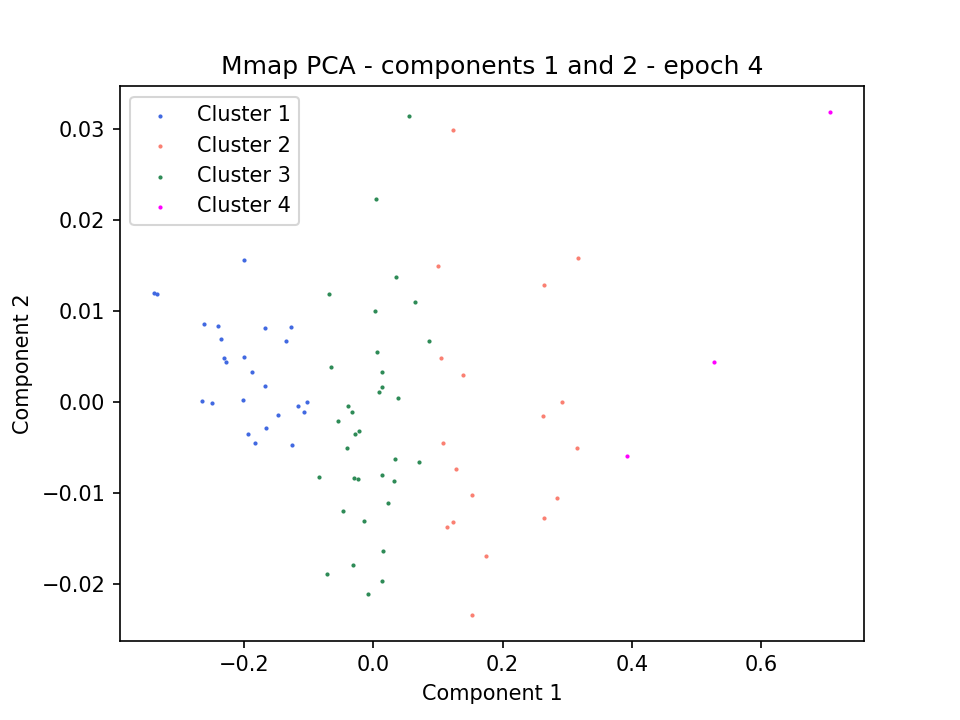 Mmap PCA - components 1 and 2 - epoch 4
Cluster 1
Cluster 2
Cluster 3
Cluster 4
0.03
0.02
0.01
0.00
−0.01
−0.02
Component 2
−0.2
0.0
0.2
0.4
0.6
Component 1